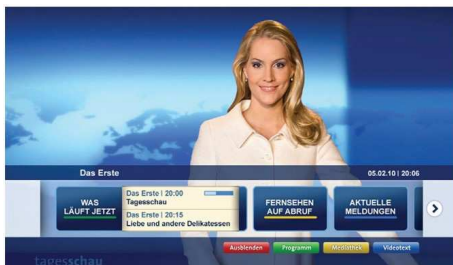 Das Erste
05.02.10 | 20:06
WAS
LÄUFT JETZT
Das Erste | 20:00
Tagesschau
Das Erste | 20:15
Liebe und andere Delikatessen
FERNSEHEN
AUF ABRUF
AKTUELLE
MELDUNGEN
Ausblenden
Programm
Mediathek
Videotext
tagesschau